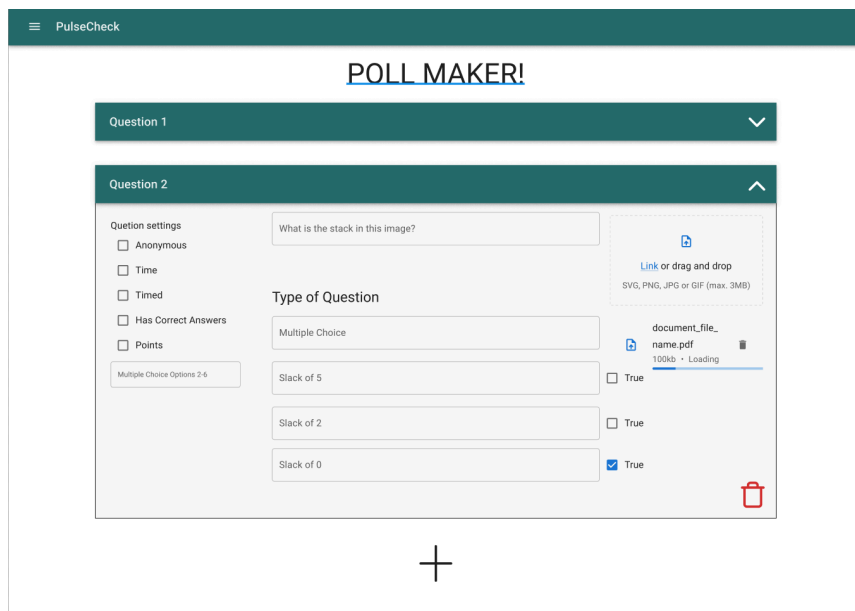 PulseCheck
POLL MAKER!
Question 1
Question 2
Quetion settings
Anonymous
Time
Timed
Has Correct Answers
Points
Multiple Choice Options 2-6
What is the stack in this image?
Type of Question
Multiple Choice
Slack of 5
True
Slack of 2
True
Slack of 0
True
Link or drag and drop
SVG, PNG, JPG or GIF (max. 3MB)
document_file_
name.pdf
100kb • Loading